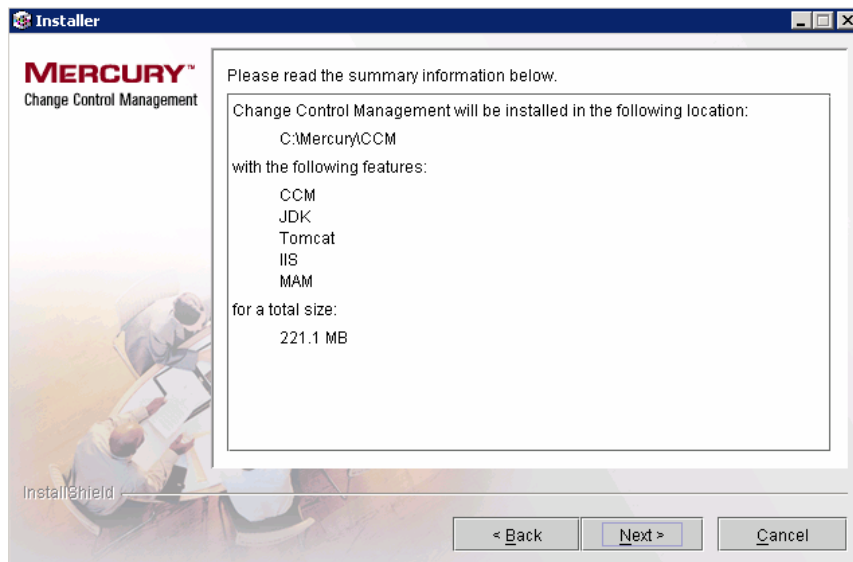 Installer
MERCURY™
Change Control Management
Please read the summary information below.
Change Control Management will be installed in the following location:
C:\Mercury\CCM
with the following features:
CCM
JDK
Tomcat
IIS
MAM
for a total size:
221.1 MB
InstallShield
< Back
Next >
Cancel